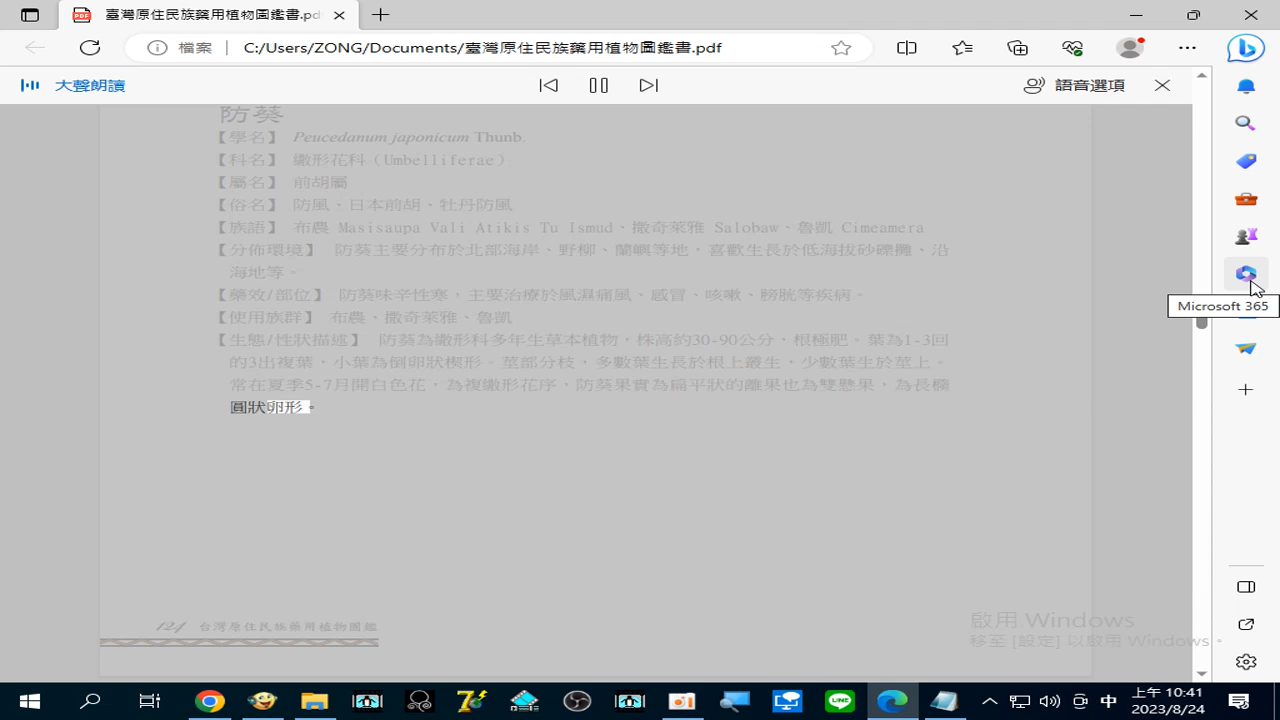 臺灣原住民族藥用植物圖鑑書.pd
檔案 C:/Users/ZONG/Documents/臺灣原住民族藥用植物圖鑑書.pdf
大聲朗讀 語音選項
防葵
【學名】 Peucedanum japonicum Thunb.
【科名】 繖形花科（Umbelliferae）
【屬名】 前胡屬
【俗名】 防風、日本前胡、牡丹防風
【族語】 布農 Masisaupa Vali Atikis Tu Ismud、撒奇萊雅 Salobaw、魯凱 Cimeamera
【分佈環境】 防葵主要分布於北部海岸、野柳、蘭嶼等地，喜歡生長於低海拔砂礫攤、沿
海地等。
【藥效/部位】 防葵味辛性寒，主要治療於風濕痛風、感冒、咳嗽、膀胱等疾病。
【使用族群】 布農、撒奇萊雅、魯凱
【生態/性狀描述】 防葵為繖形科多年生草本植物，株高約30-90公分，根極肥。葉為1-3回
的3出複葉，小葉為倒卵狀楔形。莖部分枝，多數葉生長於根上叢生，少數葉生於莖上。
常在夏季5-7月開白色花，為複繖形花序，防葵果實為扁平狀的離果也為雙懸果，為長橢
圓狀卵形。
Microsoft 365
124 台灣原住民族藥用植物圖鑑
啟用 Windows
移至 [設定] 以啟用 Windows。
中
上午 10:41
2023/8/24